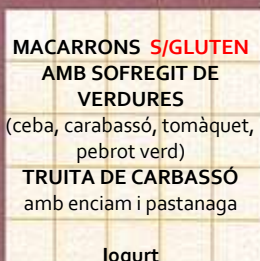 MACARRONS S/GLUTEN
AMB SOFREGIT DE
VERDURES
(ceba, carabassó, tomàquet,
pebrot verd)
TRUITA DE CARBASSÓ
amb enciam i pastanaga
Iogurt